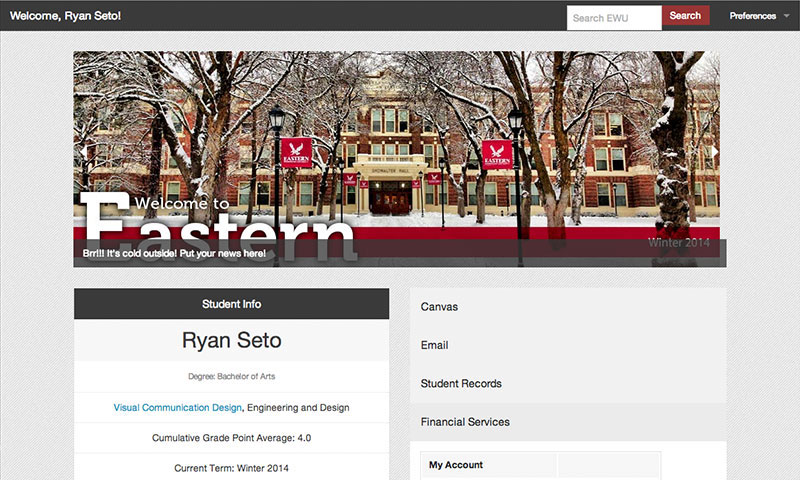 Welcome, Ryan Seto!
Search EWU
Search
Preferences
EASTERN
EASTERN
SHOWALTER HALL
Welcome to
Eastern
Winter 2014
Brr!!! It's cold outside! Put your news here!
Student Info
Ryan Seto
Degree: Bachelor of Arts
Visual Communication Design, Engineering and Design
Cumulative Grade Point Average: 4.0
Current Term: Winter 2014
Canvas
Email
Student Records
Financial Services
My Account